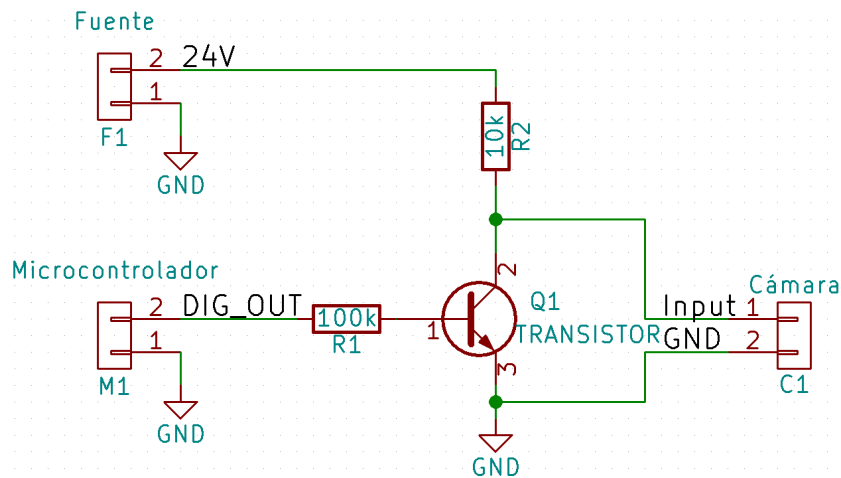 Fuente
2 24V
1
F1
GND
10k
R2
Microcontrolador
2 DIG_OUT
1
M1
GND
100k
R1
1
2
3
Q1
TRANSISTOR
GND
Cámara
Input 1
GND 2
C1